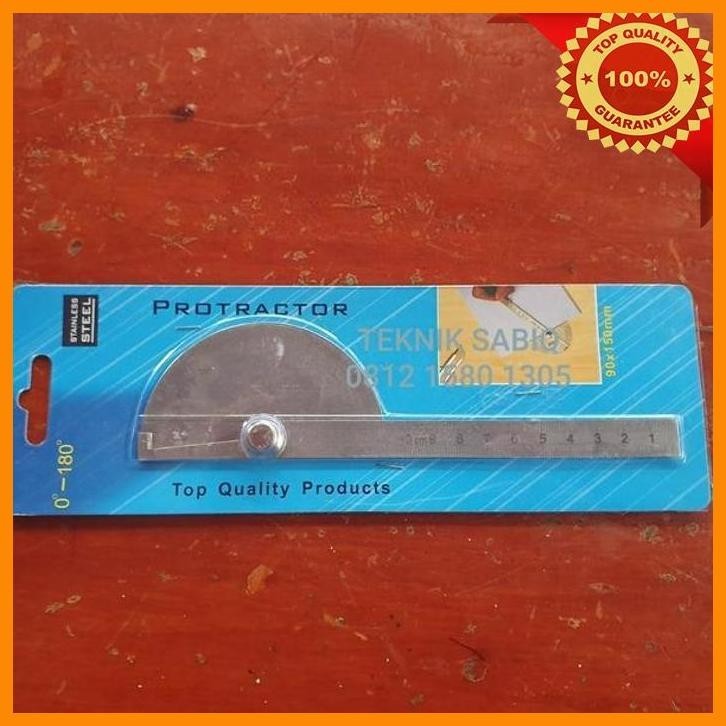 TOP QUALITY
100%
GUARANTEE
STAINLESS
STEEL
PROTRACTOR
TEKNIK SABIQ
0812 1880 1305
90x150mm
0°-180°
cm 9 8 7 6 5 4 3 2 1
Top Quality Products